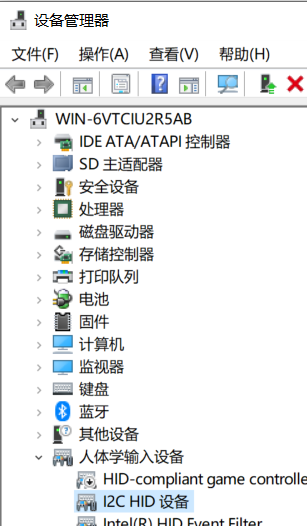 设备管理器
文件(F) 操作(A) 查看(V) 帮助(H)
WIN-6VTCIU2R5AB
IDE ATA/ATAPI 控制器
SD 主适配器
安全设备
处理器
磁盘驱动器
存储控制器
打印队列
电池
固件
计算机
监视器
键盘
蓝牙
其他设备
人体学输入设备
HID-compliant game controlle
I2C HID 设备
Intel(R) HID Event Filter